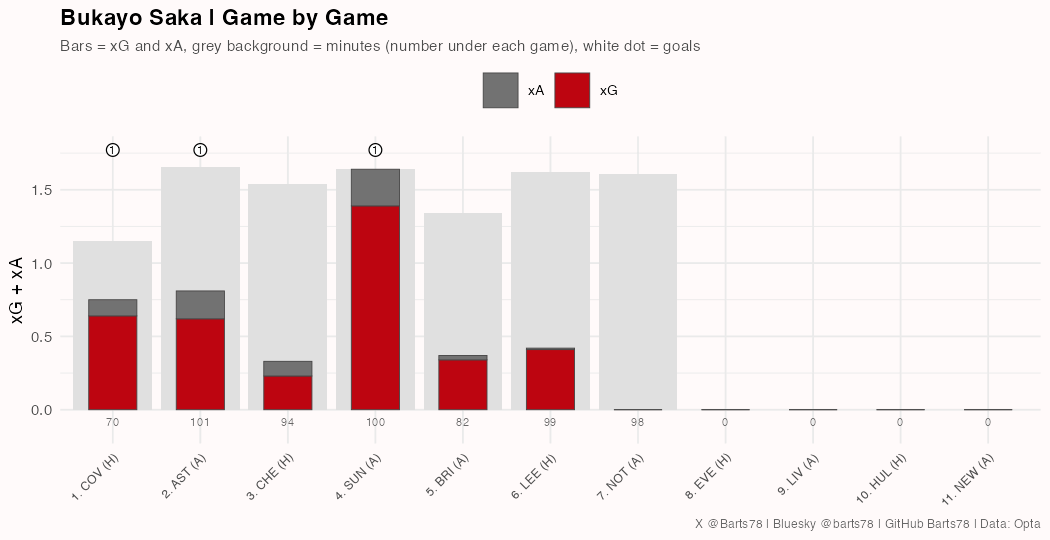 Bukayo Saka | Game by Game
Bars = xG and xA, grey background = minutes (number under each game), white dot = goals
xA xG
1 1 1
xG + xA
1.5
1.0
0.5
0.0
70 101 94 100 82 99 98 0 0 0 0
1. COV (H) 2. AST (A) 3. CHE (H) 4. SUN (A) 5. BRI (A) 6. LEE (H) 7. NOT (A) 8. EVE (H) 9. LIV (A) 10. HUL (H) 11. NEW (A)
X @Barts78 | Bluesky @barts78 | GitHub Barts78 | Data: Opta